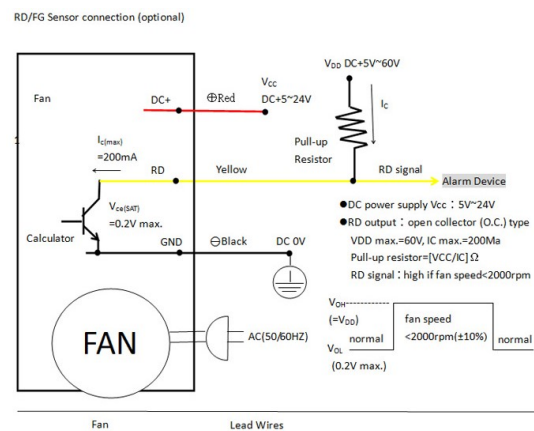 RD/FG Sensor connection (optional)
VDD DC+5V~60V
Fan
DC+
⊕Red
Vcc
DC+5~24V
Ic
Pull-up
Resistor
Ic(max)
=200mA
RD
Yellow
RD signal
Alarm Device
Vce(SAT)
=0.2V max.
Calculator
GND
⊖Black
DC 0V
●DC power supply Vcc：5V~24V
●RD output：open collector (O.C.) type
VDD max.=60V, IC max.=200Ma
Pull-up resistor=[VCC/IC] Ω
RD signal：high if fan speed<2000rpm
VOH
(=VDD)
fan speed
<2000rpm(±10%)
normal
normal
VOL
(0.2V max.)
FAN
AC(50/60HZ)
Fan
Lead Wires